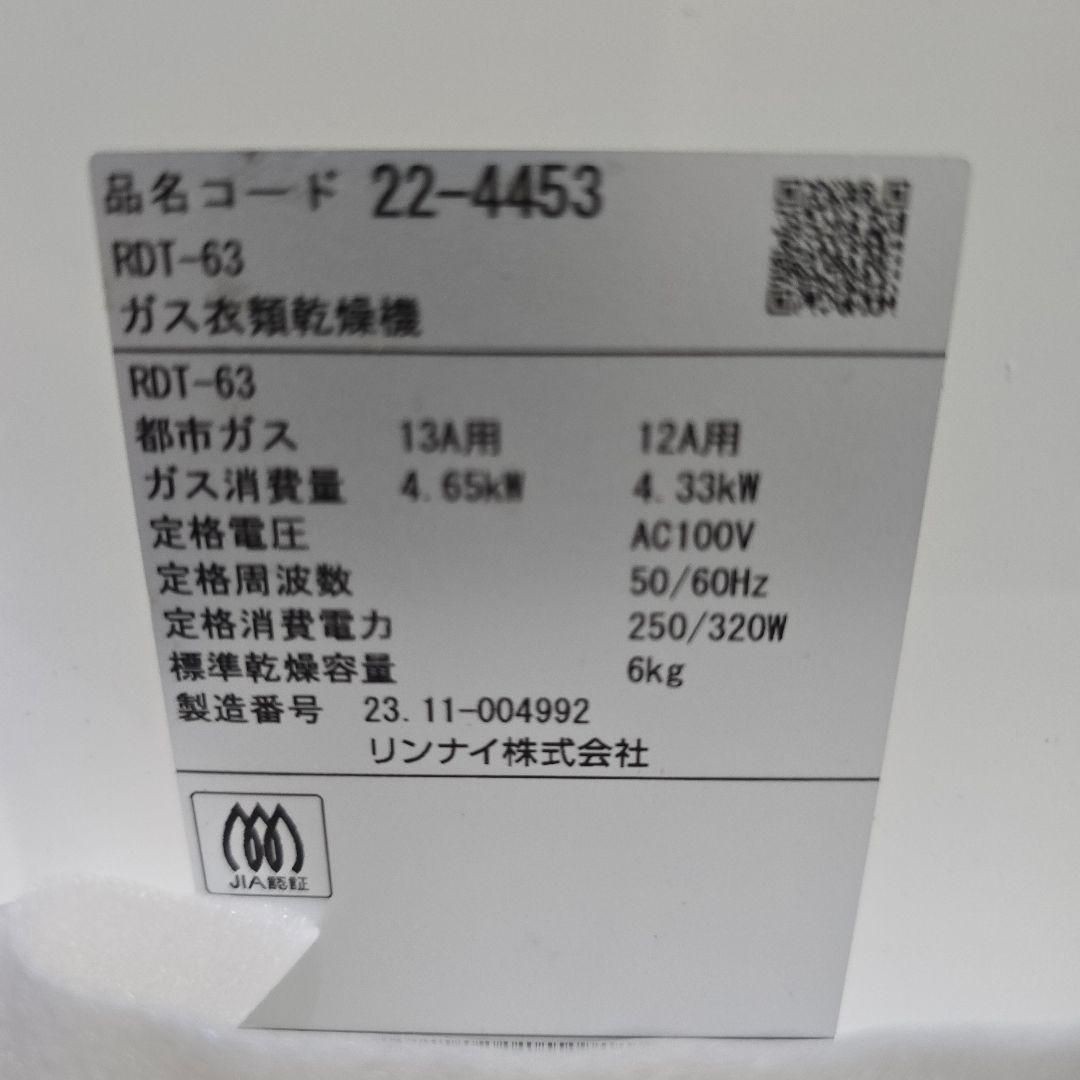 品名コード 22-4453
RDT-63
ガス衣類乾燥機
RDT-63
都市ガス 13A用 12A用
ガス消費量 4.65kW 4.33kW
定格電圧 AC100V
定格周波数 50/60Hz
定格消費電力 250/320W
標準乾燥容量 6kg
製造番号 23.11-004992
リンナイ株式会社
JIA認証